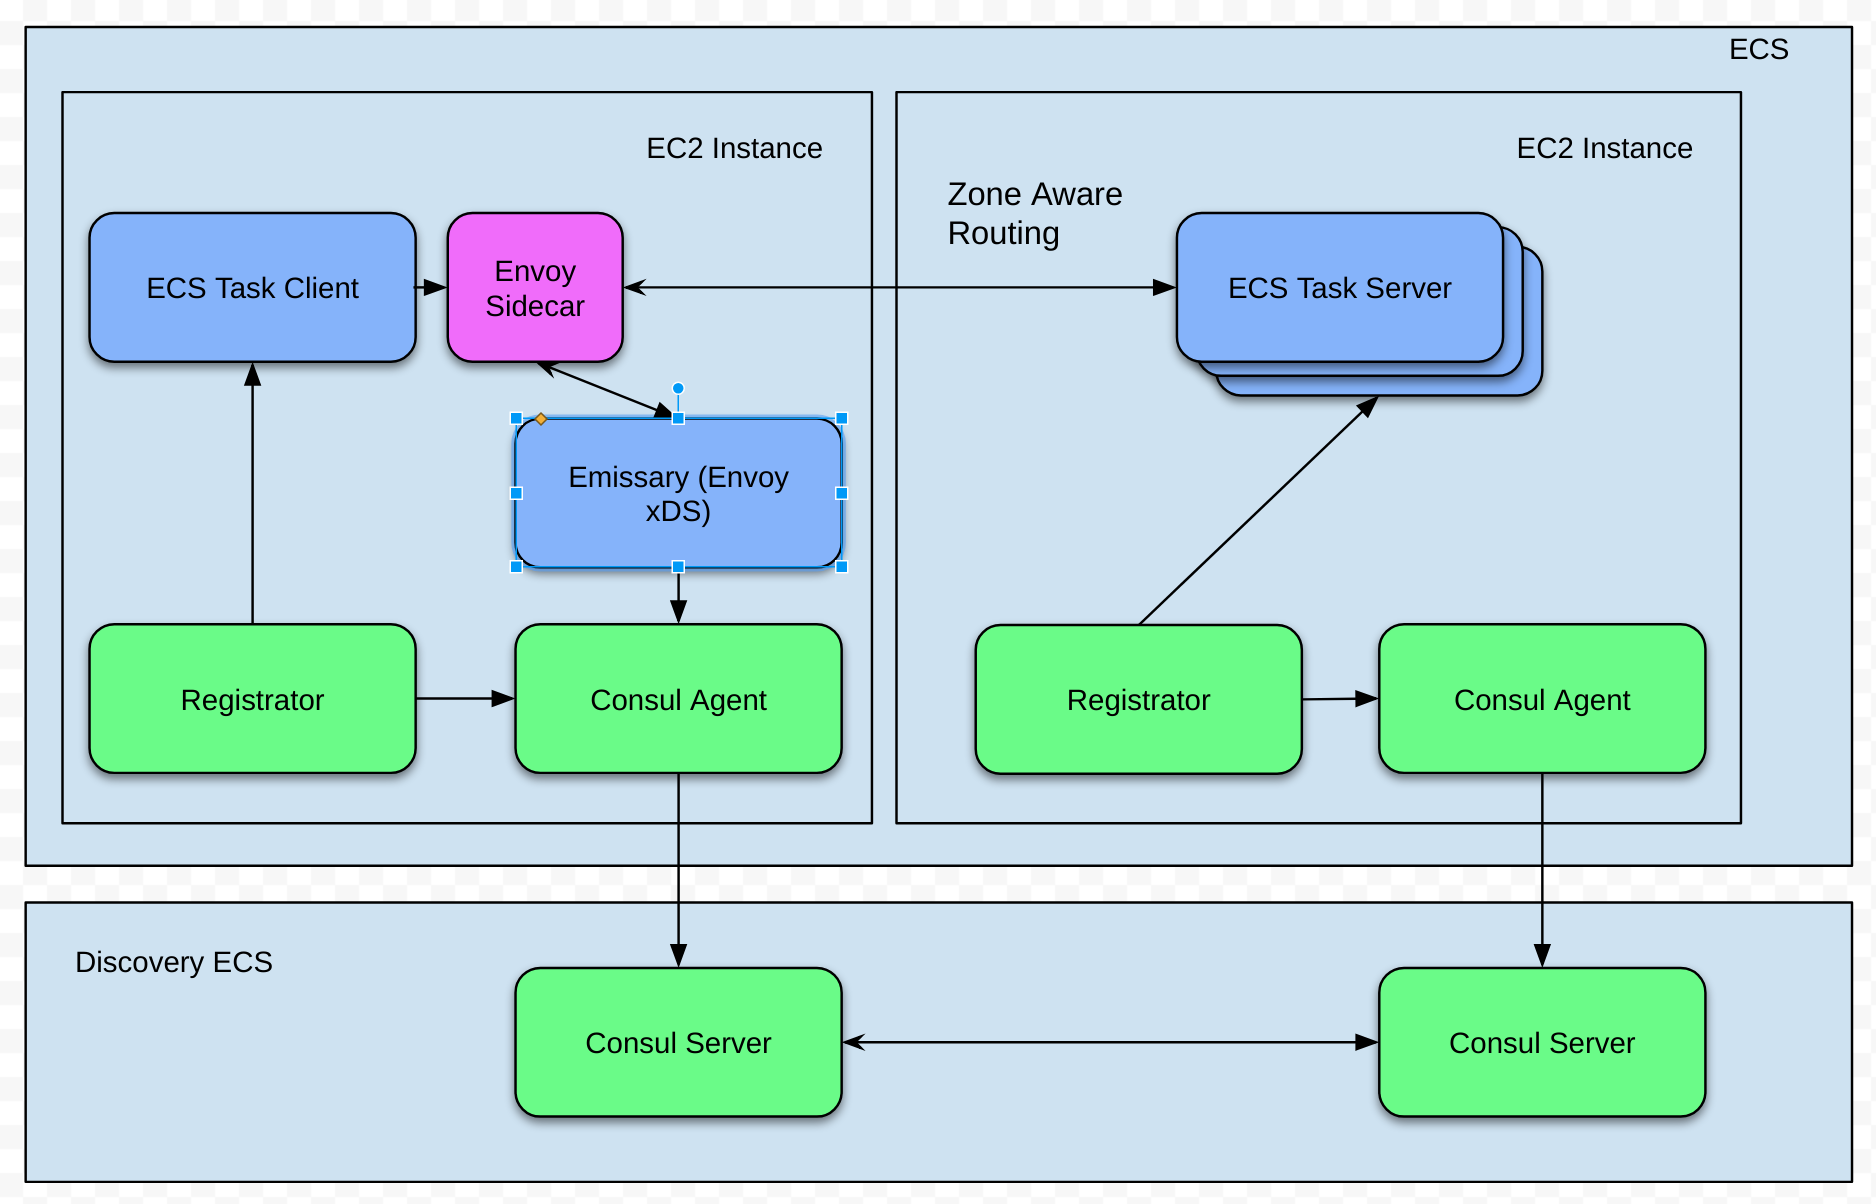 ECS
EC2 Instance
EC2 Instance
Zone Aware
Routing
ECS Task Client
Envoy
Sidecar
ECS Task Server
Emissary (Envoy
xDS)
Registrator
Consul Agent
Registrator
Consul Agent
Discovery ECS
Consul Server
Consul Server